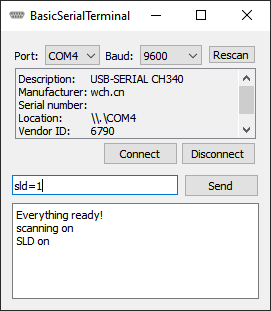 BasicSerialTerminal
Port: COM4 Baud: 9600 Rescan
Description: USB-SERIAL CH340
Manufacturer: wch.cn
Serial number:
Location: \\.\COM4
Vendor ID: 6790
Connect Disconnect
sld=1 Send
Everything ready!
scanning on
SLD on